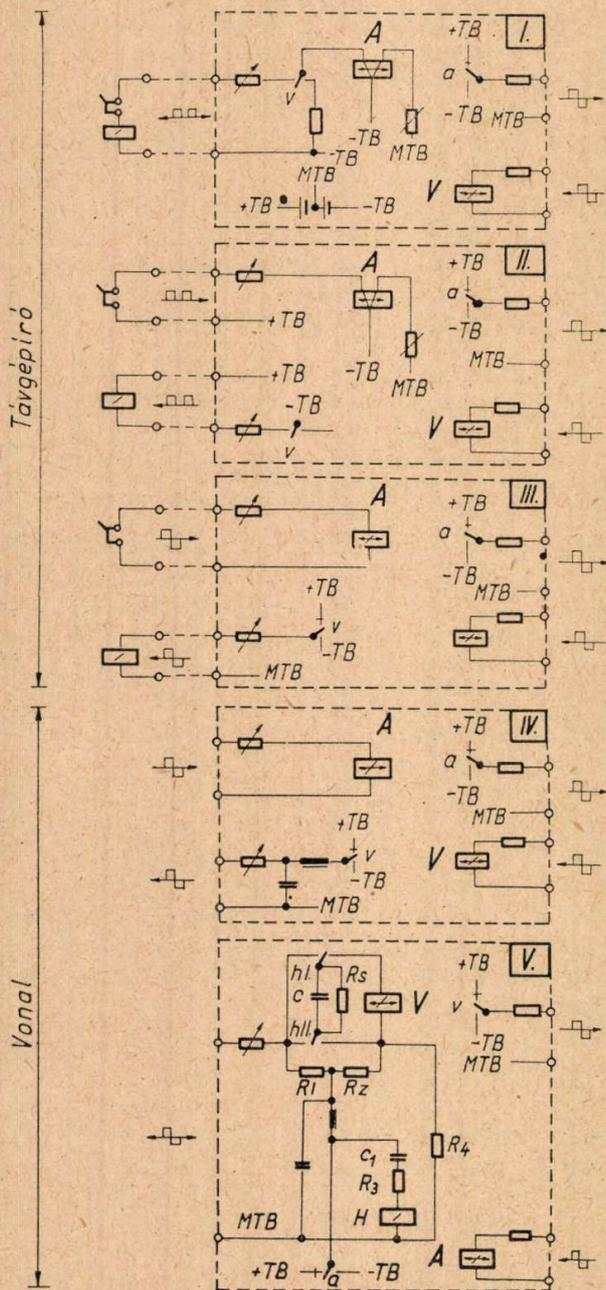 Távgépíró
A
+TB
I.
a
v
-TB
-TB
-TB
MTB
MTB
MTB
+TB
-TB
V
A
+TB
II.
a
+TB
-TB
-TB
MTB
MTB
+TB
-TB
v
V
A
+TB
III.
a
-TB
MTB
+TB
v
-TB
MTB
Vonal
A
+TB
IV.
a
-TB
MTB
+TB
v
-TB
V
MTB
hI.
Rs
V
+TB
V.
c
v
hII.
-TB
MTB
R1
R2
R4
C1
R3
MTB
H
A
+TB
a
-TB